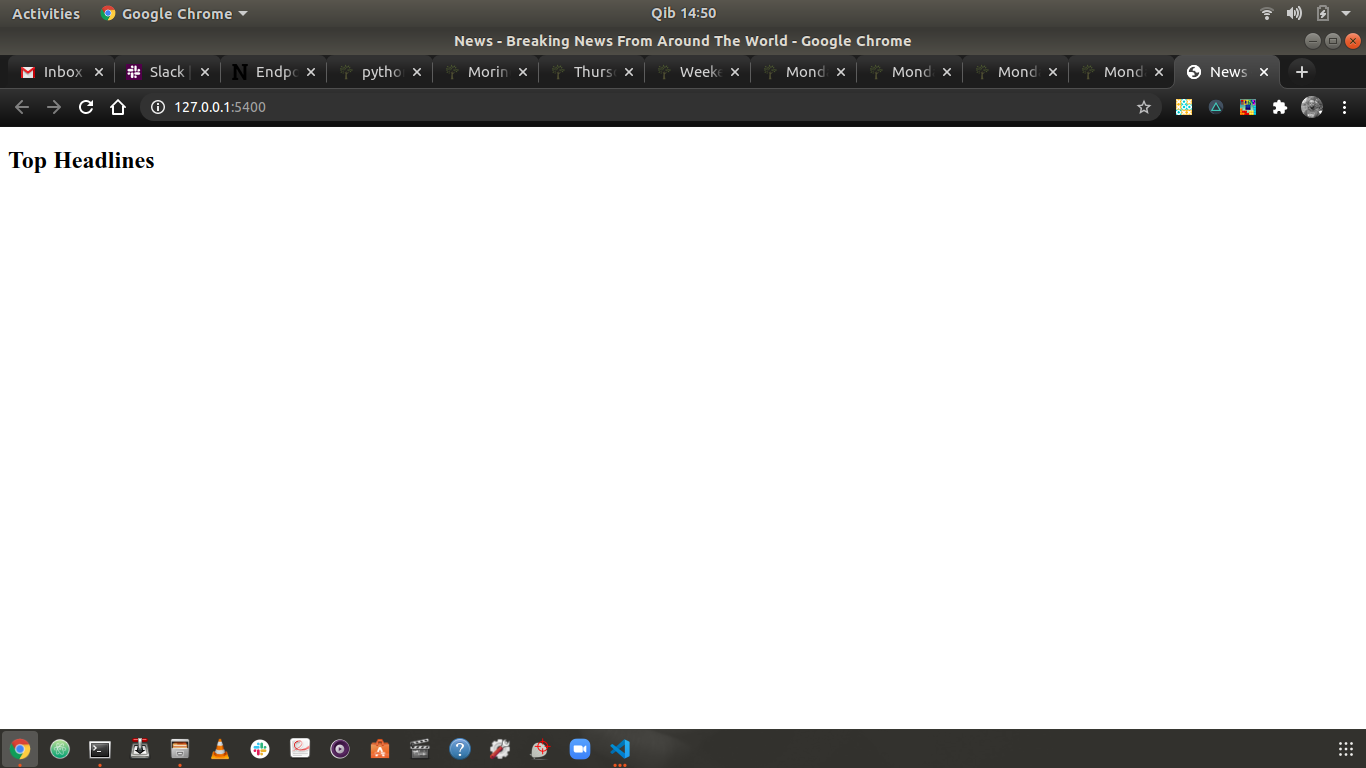 Activities Google Chrome Qib 14:50
News - Breaking News From Around The World - Google Chrome
Inbox Slack | Endpo pytho Morin Thurs Weeke Mond Mond Mond Mond News
127.0.0.1:5400
Top Headlines